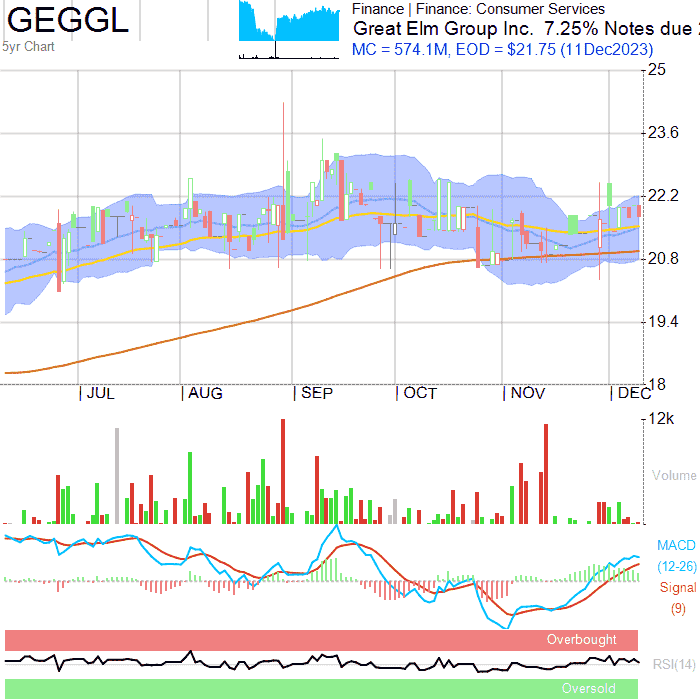 GEGGL
5yr Chart
Finance | Finance: Consumer Services
Great Elm Group Inc. 7.25% Notes due
MC = 574.1M, EOD = $21.75 (11Dec2023)
25
23.6
22.2
20.8
19.4
18
JUL AUG SEP OCT NOV DEC
12k
Volume
MACD
(12-26)
Signal
(9)
Overbought
RSI(14)
Oversold